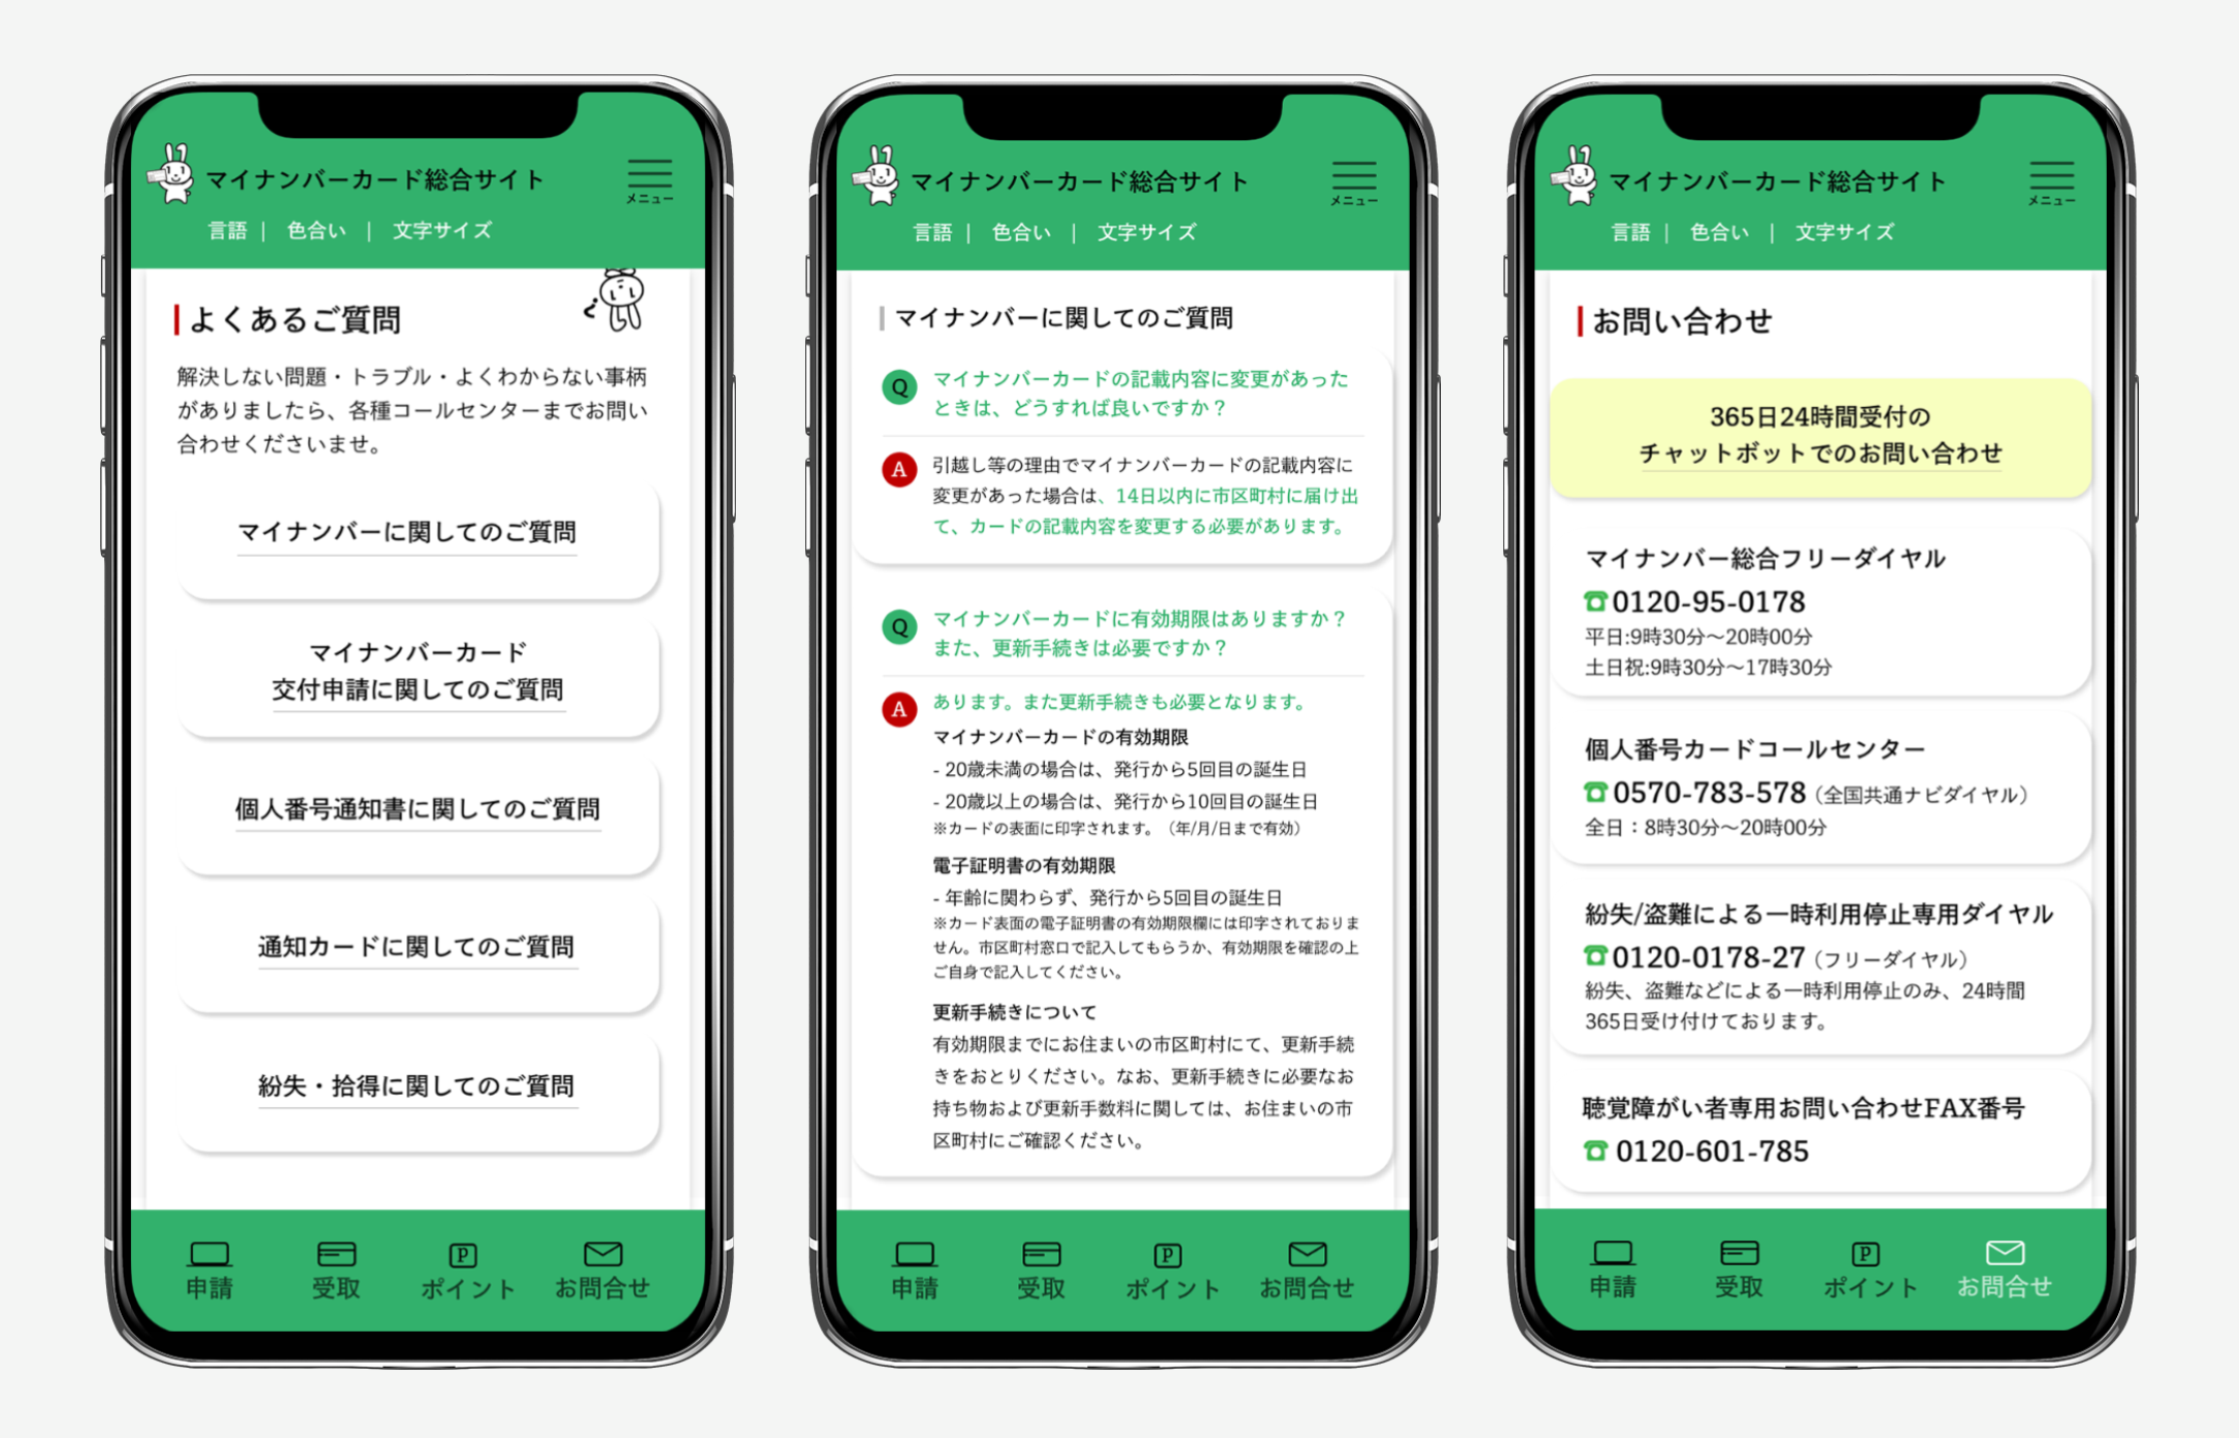 マイナンバーカード総合サイト
メニュー
言語 | 色合い | 文字サイズ
よくあるご質問
解決しない問題・トラブル・よくわからない事柄
がありましたら、各種コールセンターまでお問い
合わせくださいませ。
マイナンバーに関してのご質問
マイナンバーカード
交付申請に関してのご質問
個人番号通知書に関してのご質問
通知カードに関してのご質問
紛失・拾得に関してのご質問
申請
受取
P
ポイント
お問合せ
マイナンバーカード総合サイト
メニュー
言語 | 色合い | 文字サイズ
マイナンバーに関してのご質問
Q
マイナンバーカードの記載内容に変更があった
ときは、どうすれば良いですか？
A
引越し等の理由でマイナンバーカードの記載内容に
変更があった場合は、14日以内に市区町村に届け出
て、カードの記載内容を変更する必要があります。
Q
マイナンバーカードに有効期限はありますか？
また、更新手続きは必要ですか？
A
あります。また更新手続きも必要となります。
マイナンバーカードの有効期限
- 20歳未満の場合は、発行から5回目の誕生日
- 20歳以上の場合は、発行から10回目の誕生日
※カードの表面に印字されます。（年/月/日まで有効）
電子証明書の有効期限
- 年齢に関わらず、発行から5回目の誕生日
※カード表面の電子証明書の有効期限欄には印字されておりま
せん。市区町村窓口で記入してもらうか、有効期限を確認の上
ご自身で記入してください。
更新手続きについて
有効期限までにお住まいの市区町村にて、更新手続
きをおとりください。なお、更新手続きに必要なお
持ち物および更新手数料に関しては、お住まいの市
区町村にご確認ください。
申請
受取
P
ポイント
お問合せ
マイナンバーカード総合サイト
メニュー
言語 | 色合い | 文字サイズ
お問い合わせ
365日24時間受付の
チャットボットでのお問い合わせ
マイナンバー総合フリーダイヤル
0120-95-0178
平日:9時30分～20時00分
土日祝:9時30分～17時30分
個人番号カードコールセンター
0570-783-578（全国共通ナビダイヤル）
全日：8時30分～20時00分
紛失/盗難による一時利用停止専用ダイヤル
0120-0178-27（フリーダイヤル）
紛失、盗難などによる一時利用停止のみ、24時間
365日受け付けております。
聴覚障がい者専用お問い合わせFAX番号
0120-601-785
申請
受取
P
ポイント
お問合せ